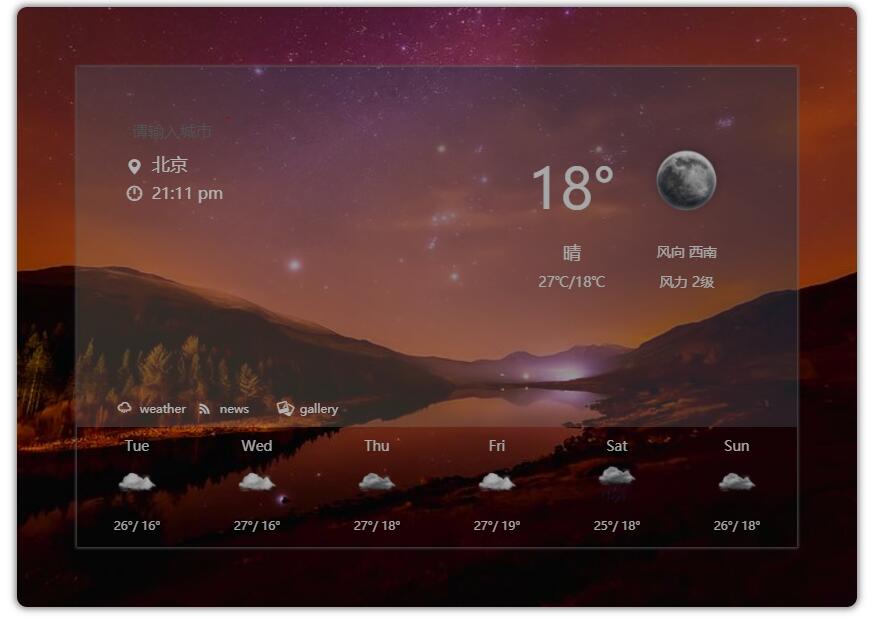 请输入城市
北京
21:11 pm
18°
晴
27℃/18℃
风向 西南
风力 2级
weather news gallery
Tue Wed Thu Fri Sat Sun
26°/ 16° 27°/ 16° 27°/ 18° 27°/ 19° 25°/ 18° 26°/ 18°